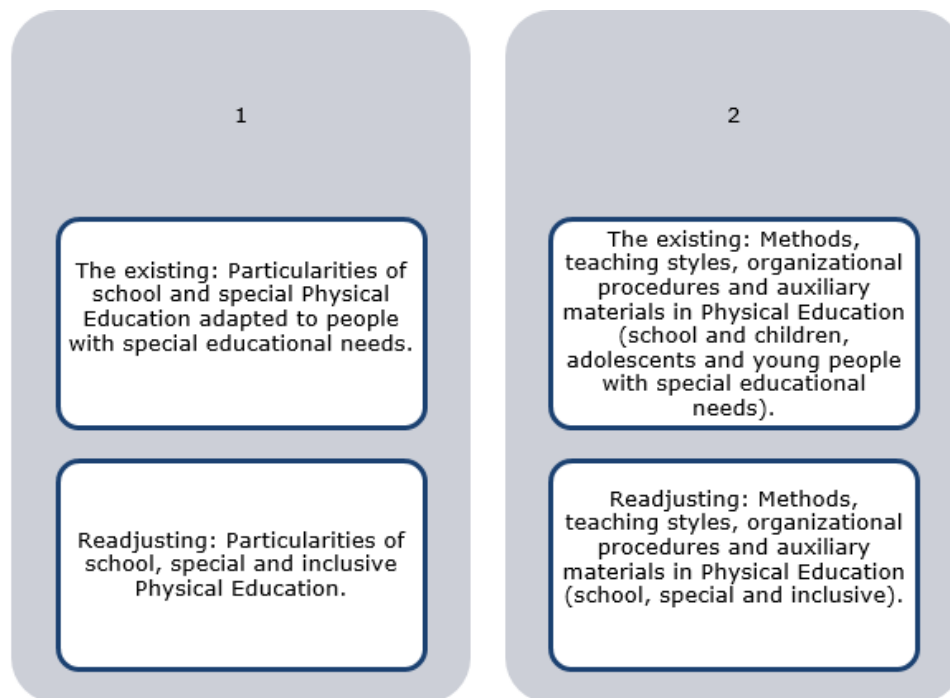 1
The existing: Particularities of
school and special Physical
Education adapted to people
with special educational needs.
Readjusting: Particularities of
school, special and inclusive
Physical Education.
2
The existing: Methods,
teaching styles, organizational
procedures and auxiliary
materials in Physical Education
(school and children,
adolescents and young people
with special educational
needs).
Readjusting: Methods,
teaching styles, organizational
procedures and auxiliary
materials in Physical Education
(school, special and inclusive).